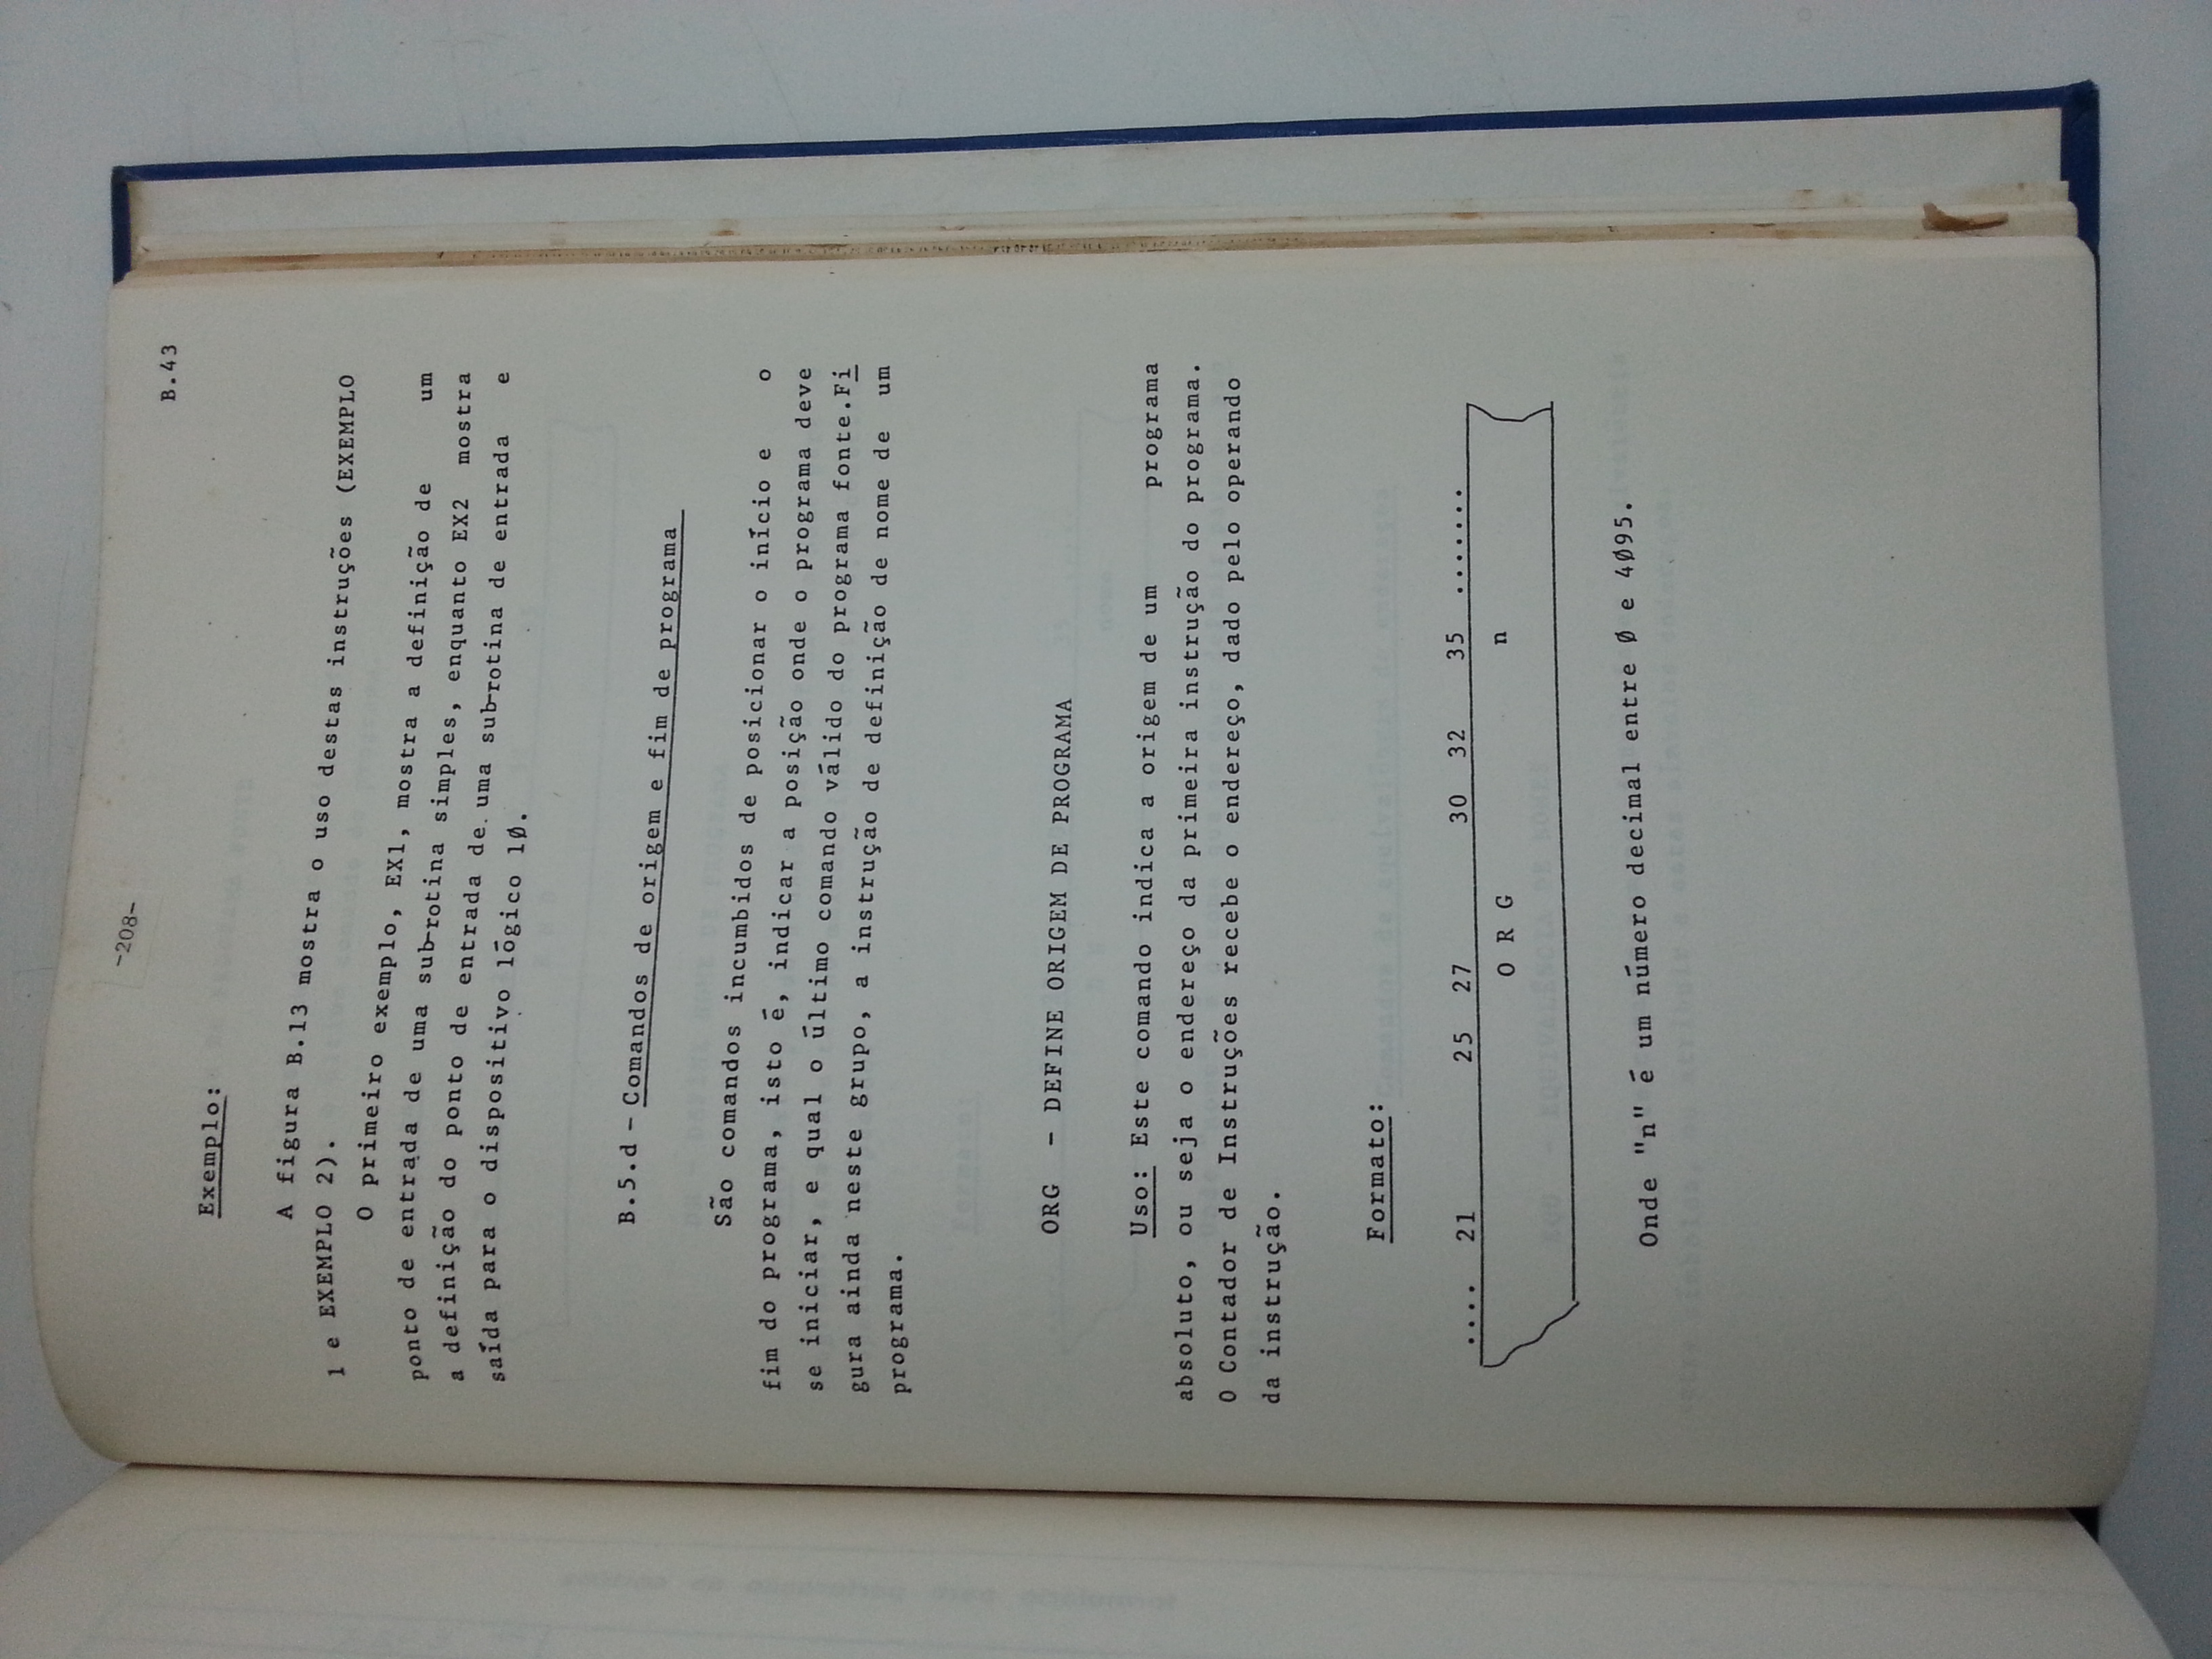 -208-
B.43
Exemplo:
A figura B.13 mostra o uso destas instruções (EXEMPLO
1 e EXEMPLO 2).
O primeiro exemplo, EX1, mostra a definição de um
ponto de entrada de uma sub-rotina simples, enquanto EX2 mostra
a definição do ponto de entrada de uma sub-rotina de entrada e
saída para o dispositivo lógico 1Ø.
B.5.d - Comandos de origem e fim de programa
São comandos incumbidos de posicionar o início e o
fim do programa, isto é, indicar a posição onde o programa deve
se iniciar, e qual o último comando válido do programa fonte.Fi
gura ainda neste grupo, a instrução de definição de nome de um
programa.
ORG - DEFINE ORIGEM DE PROGRAMA
Uso: Este comando indica a origem de um programa
absoluto, ou seja o endereço da primeira instrução do programa.
O Contador de Instruções recebe o endereço, dado pelo operando
da instrução.
Formato:
.... 21 25 27 30 32 35 .......
O R G n
Onde "n" é um número decimal entre Ø e 4Ø95.